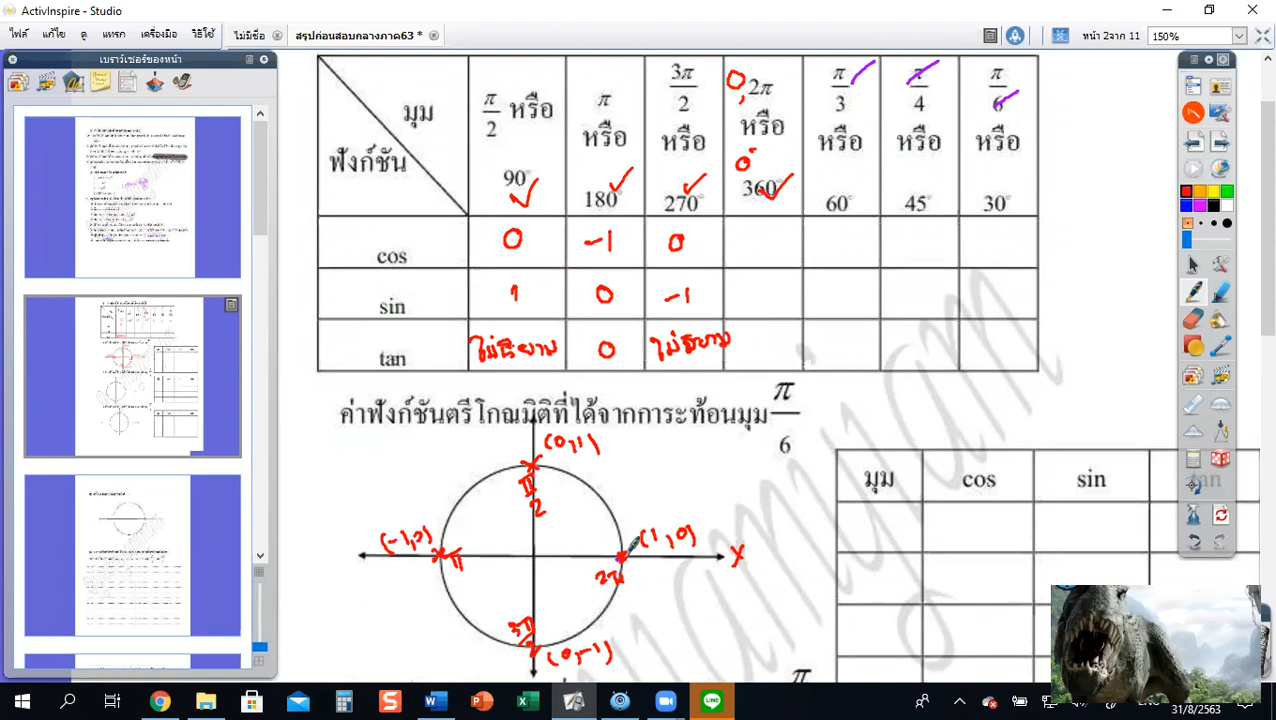 ActivInspire - Studio
ไฟล์ แก้ไข ดู แทรก เครื่องมือ วิธีใช้
ไม่มีชื่อ
สรุปก่อนสอบกลางภาค63 *
หน้า 2จาก 11
150%
เบราว์เซอร์ของหน้า
มุม
ฟังก์ชัน
π/2 หรือ 90°
π หรือ 180°
3π/2 หรือ 270°
0, 2π หรือ 0° 360°
π/3 หรือ 60°
π/4 หรือ 45°
π/6 หรือ 30°
cos 0 -1 0
sin 1 0 -1
tan ไม่นิยาม 0 ไม่นิยาม
ค่าฟังก์ชันตรีโกณมิติที่ได้จากการะท้อนมุม π/6
(0,1)
π/2
(-1,0)
π
(1,0)
2π
X
3π/2
(0,-1)
มุม cos sin tan
π
31/8/2563